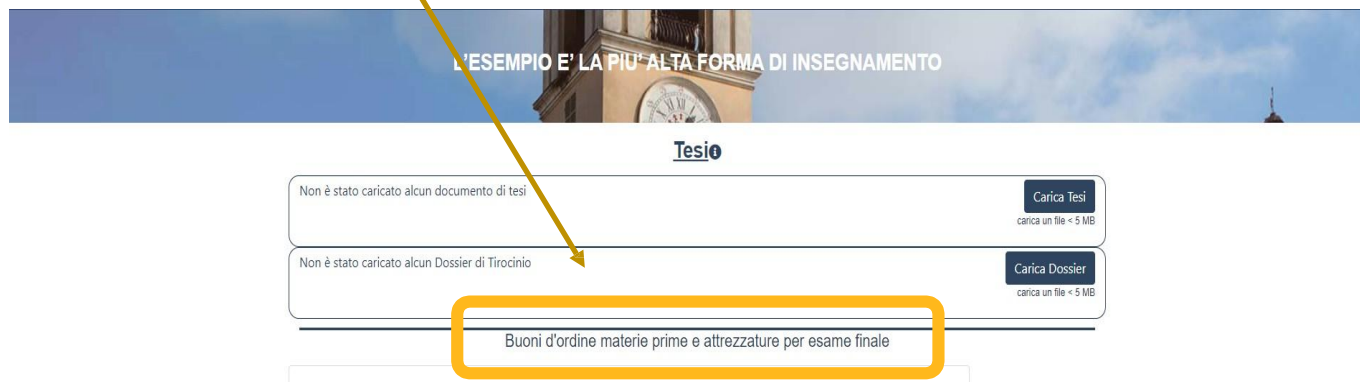 L'ESEMPIO E' LA PIU' ALTA FORMA DI INSEGNAMENTO
Tesi
Non è stato caricato alcun documento di tesi
Carica Tesi
carica un file < 5 MB
Non è stato caricato alcun Dossier di Tirocinio
Carica Dossier
carica un file < 5 MB
Buoni d'ordine materie prime e attrezzature per esame finale